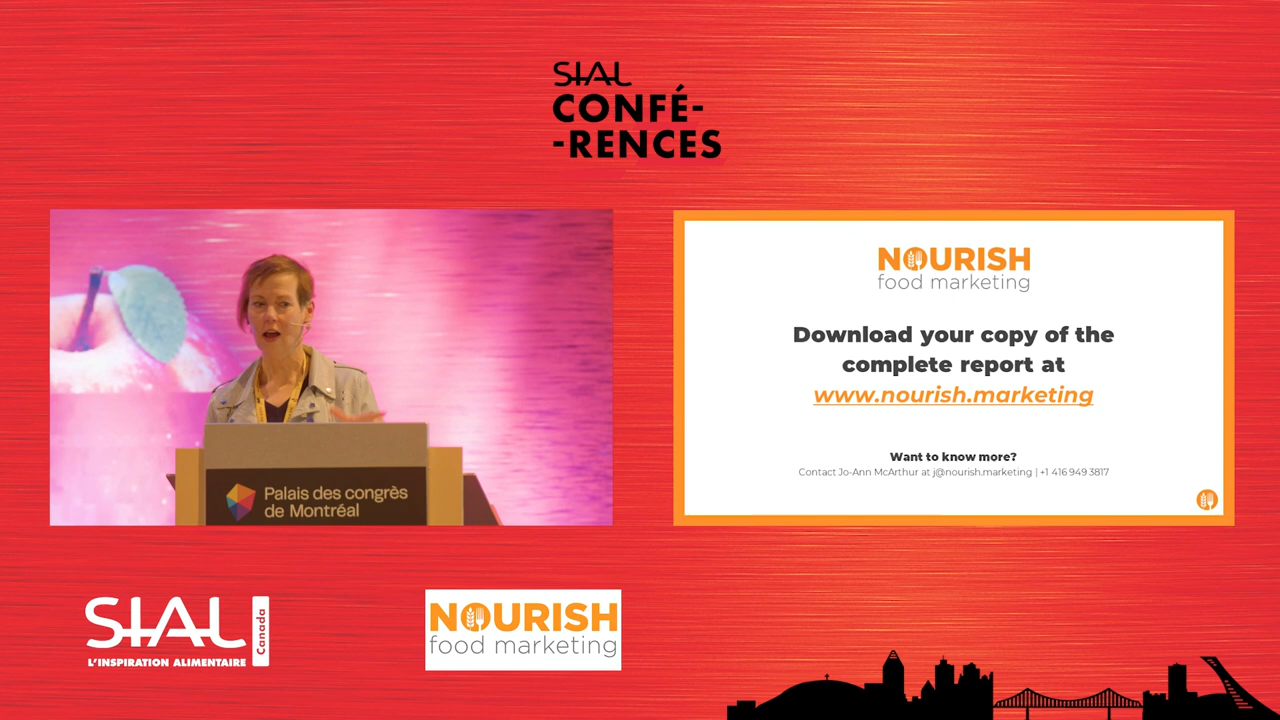 SIAL
CONFÉ-
-RENCES
NOURISH
food marketing
Download your copy of the
complete report at
www.nourish.marketing
Want to know more?
Contact Jo-Ann McArthur at j@nourish.marketing | +1 416 949 3817
Palais des congrès
de Montréal
SIAL
Canada
L'INSPIRATION ALIMENTAIRE
NOURISH
food marketing